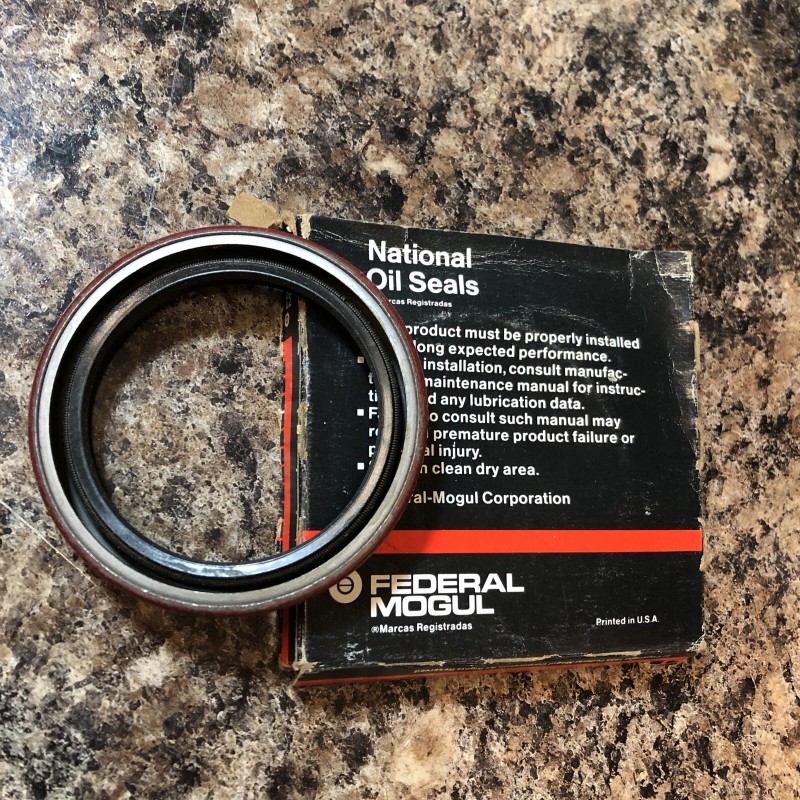 National
Oil Seals
arcas Registradas
product must be properly installed
long expected performance.
installation, consult manufac-
maintenance manual for instruc-
d any lubrication data.
o consult such manual may
premature product failure or
al injury.
clean dry area.
ral-Mogul Corporation
FEDERAL
MOGUL
®Marcas Registradas
Printed in U.S.A.